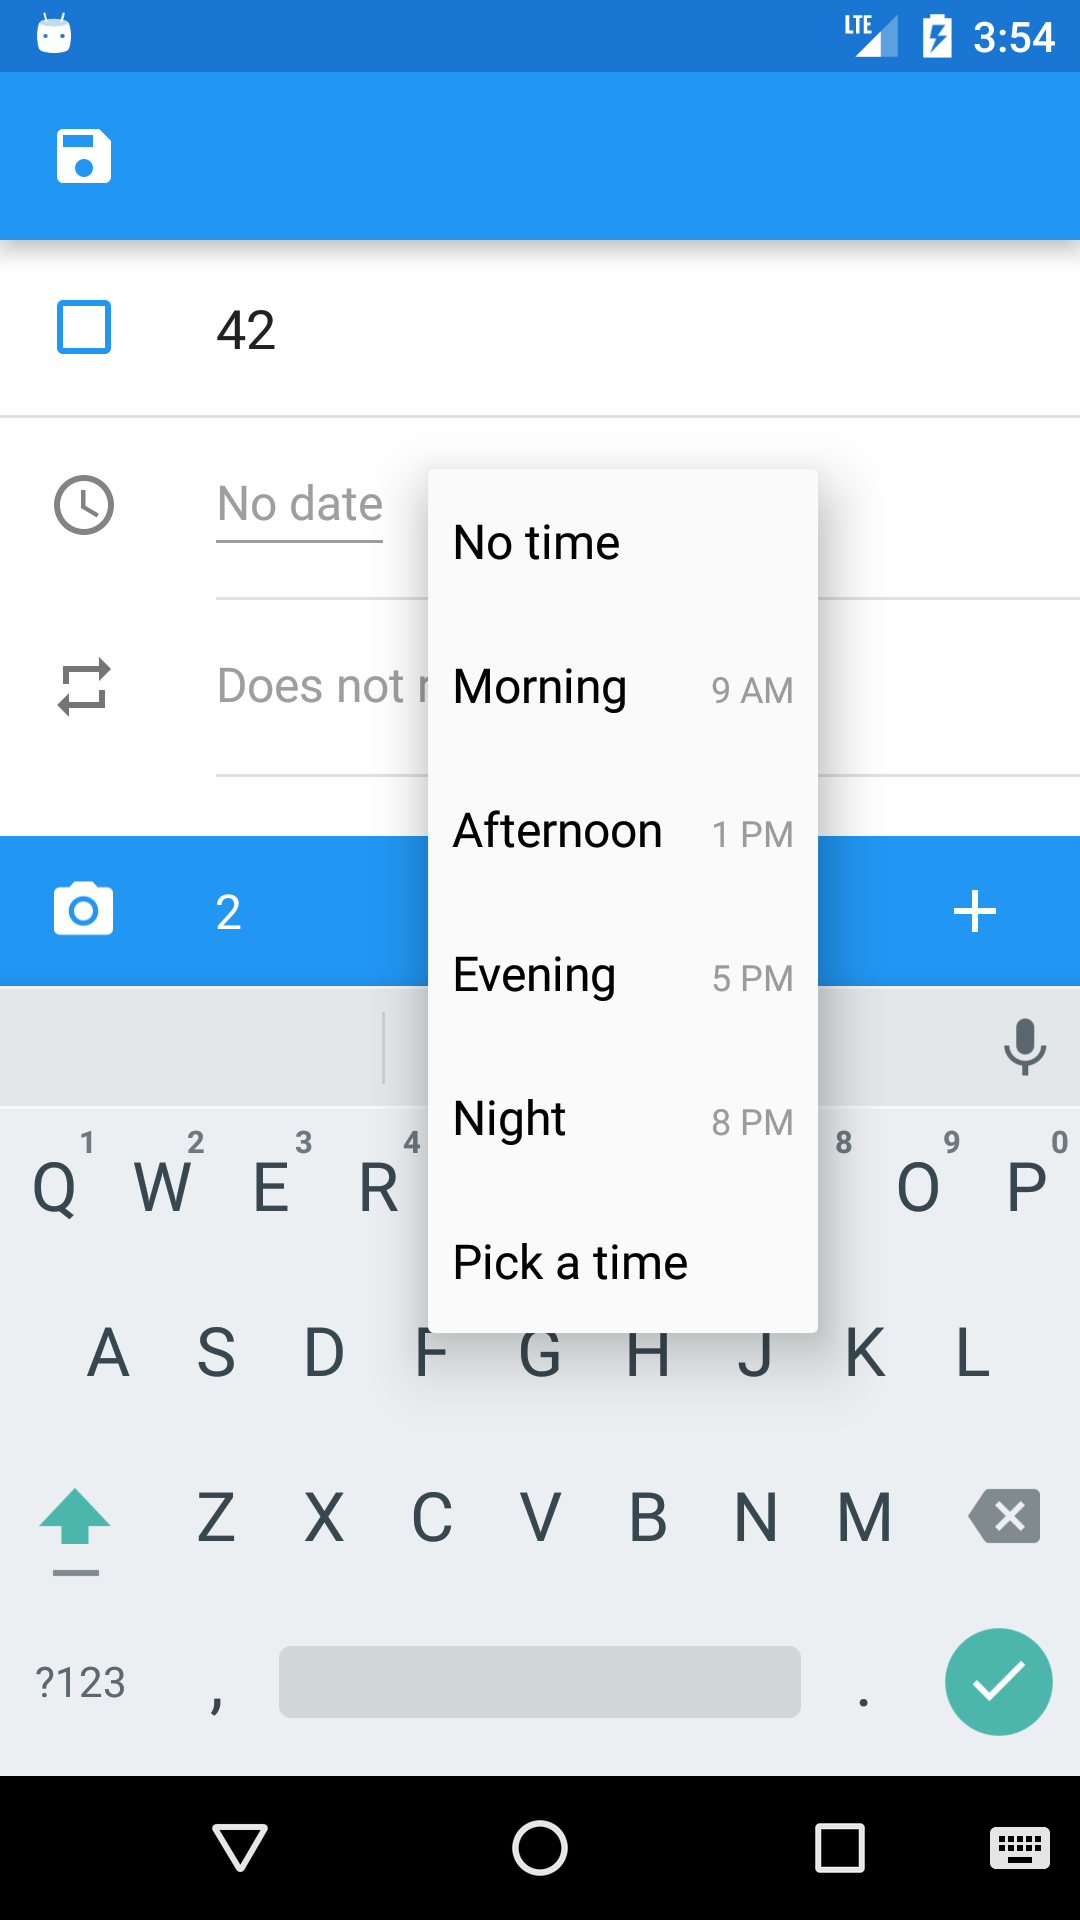 LTE 3:54
42
No date
No time
Does not
Morning 9 AM
Afternoon 1 PM
2
Evening 5 PM
Night 8 PM
Pick a time
1 2 3 4 8 9 0
Q W E R O P
A S D F G H J K L
Z X C V B N M
?123 , .